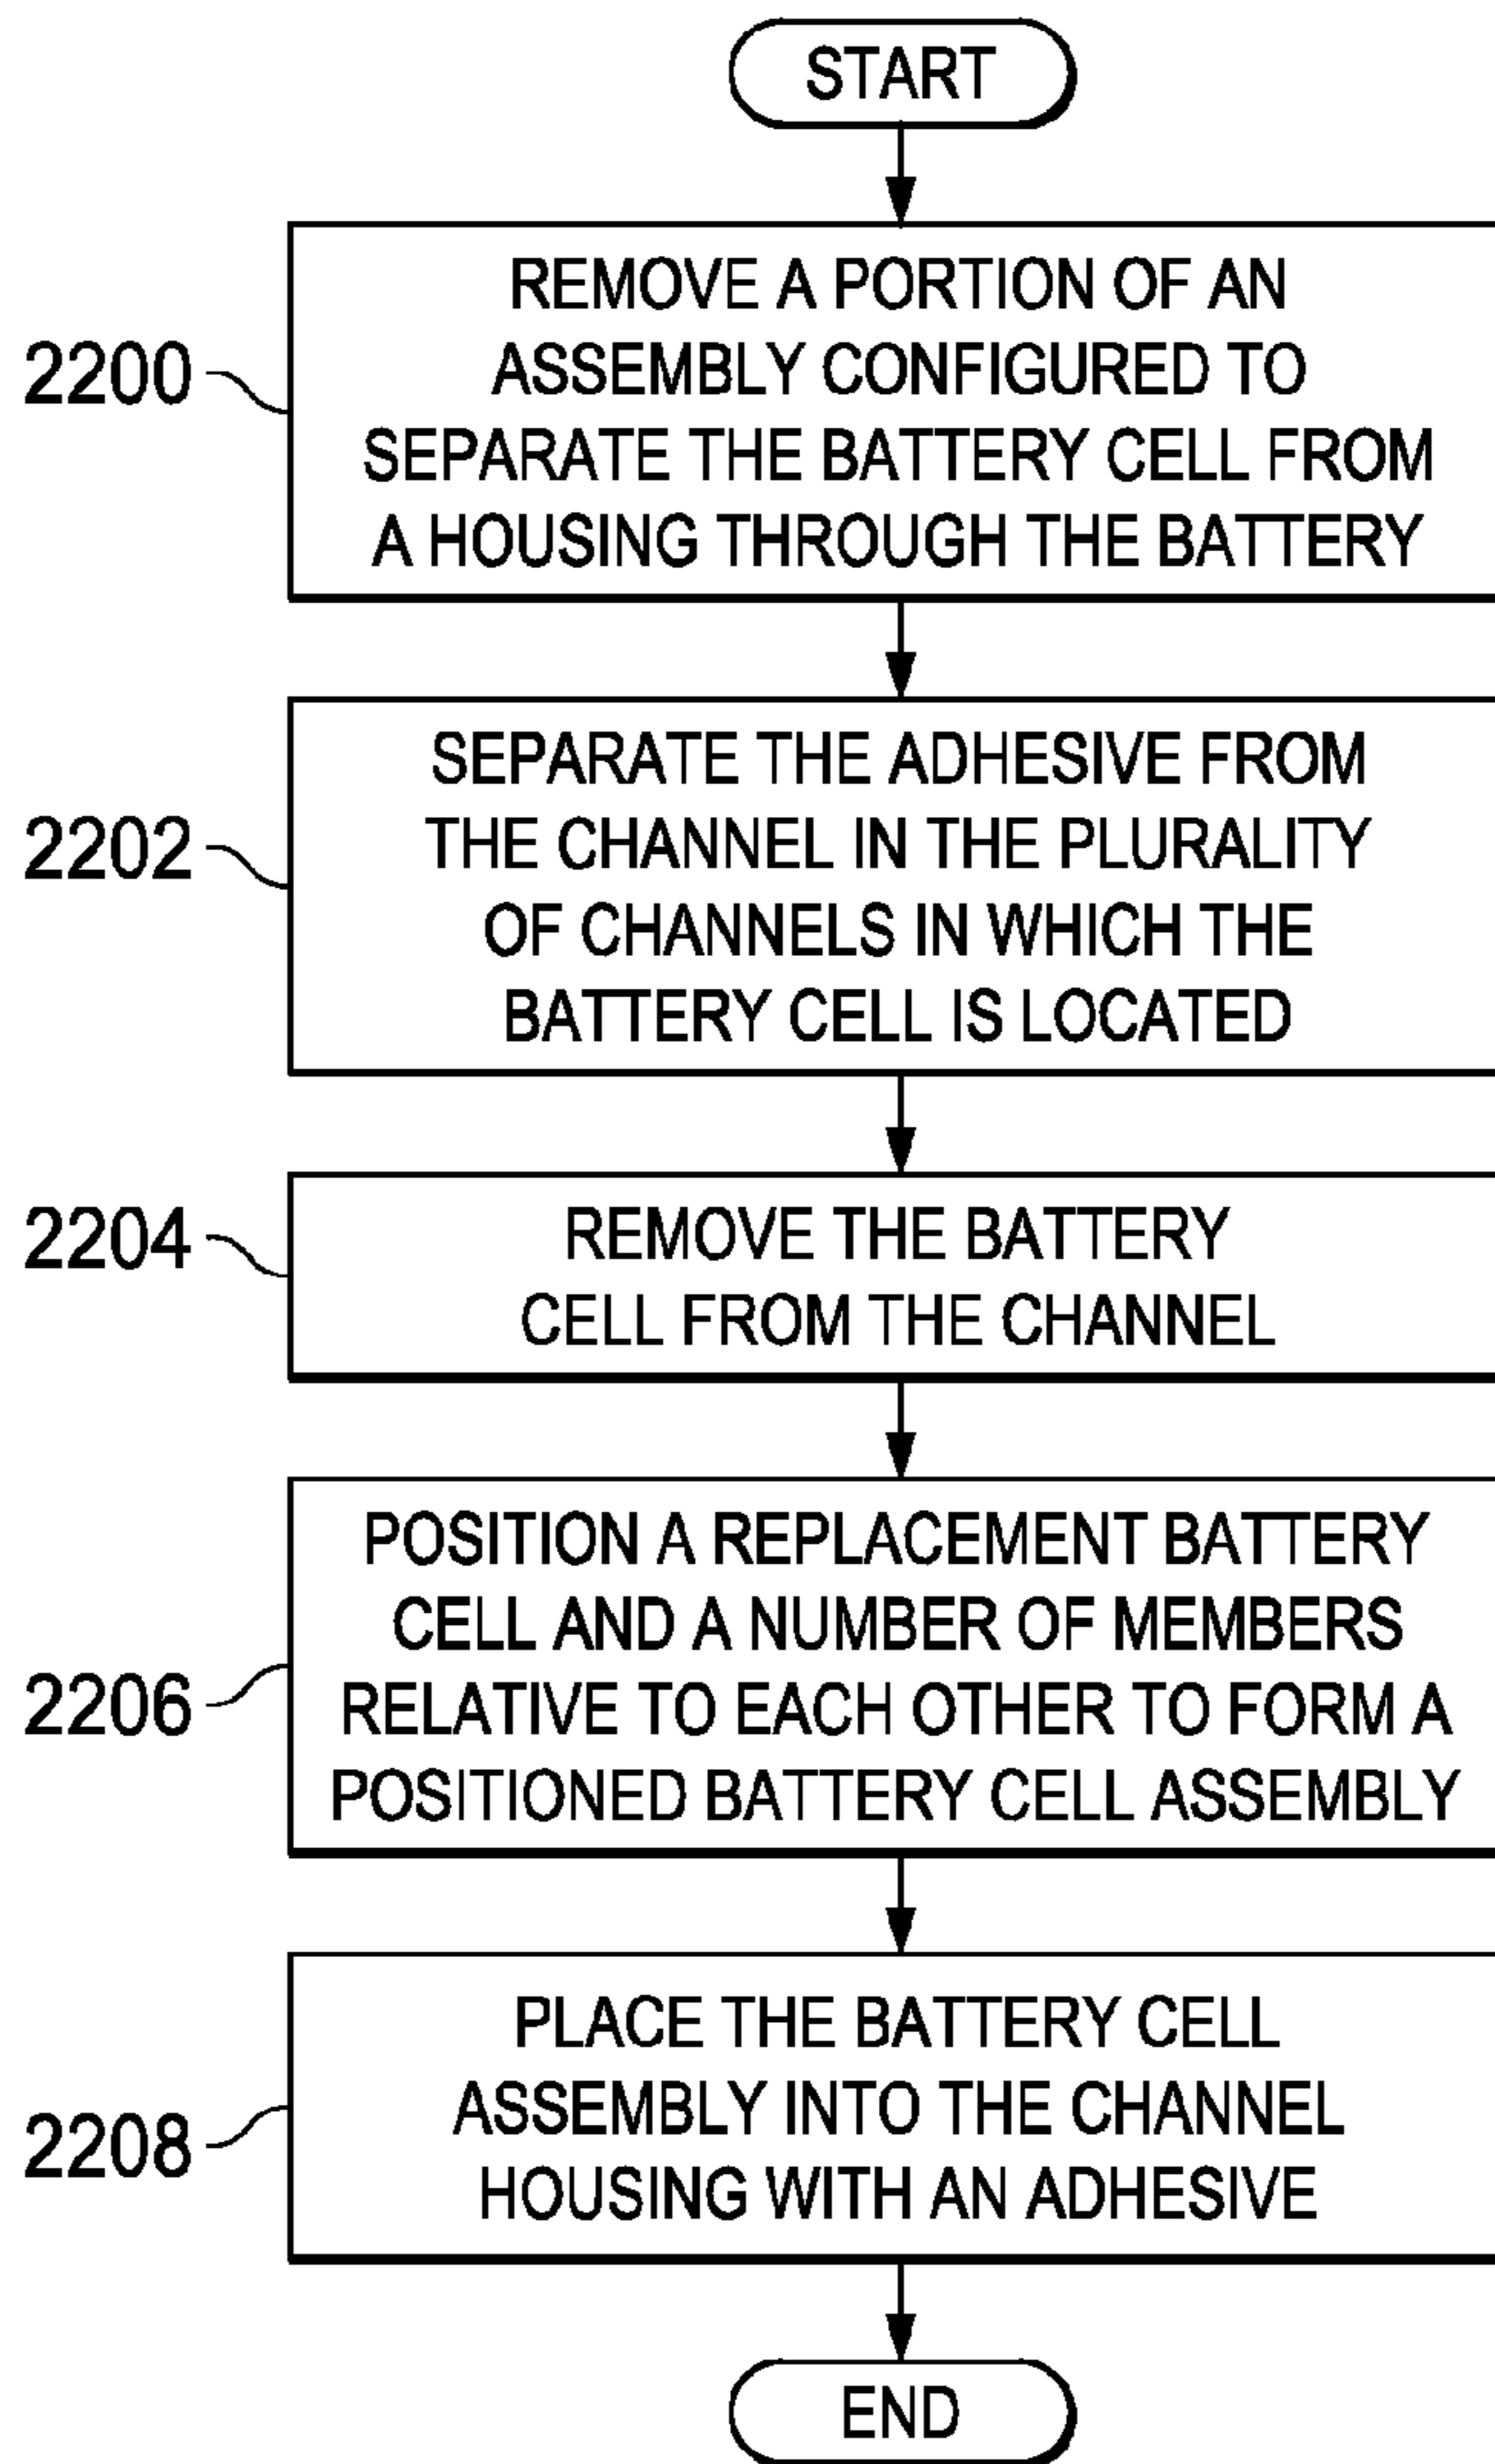 START
2200
REMOVE A PORTION OF AN
ASSEMBLY CONFIGURED TO
SEPARATE THE BATTERY CELL FROM
A HOUSING THROUGH THE BATTERY
2202
SEPARATE THE ADHESIVE FROM
THE CHANNEL IN THE PLURALITY
OF CHANNELS IN WHICH THE
BATTERY CELL IS LOCATED
2204
REMOVE THE BATTERY
CELL FROM THE CHANNEL
2206
POSITION A REPLACEMENT BATTERY
CELL AND A NUMBER OF MEMBERS
RELATIVE TO EACH OTHER TO FORM A
POSITIONED BATTERY CELL ASSEMBLY
2208
PLACE THE BATTERY CELL
ASSEMBLY INTO THE CHANNEL
HOUSING WITH AN ADHESIVE
END